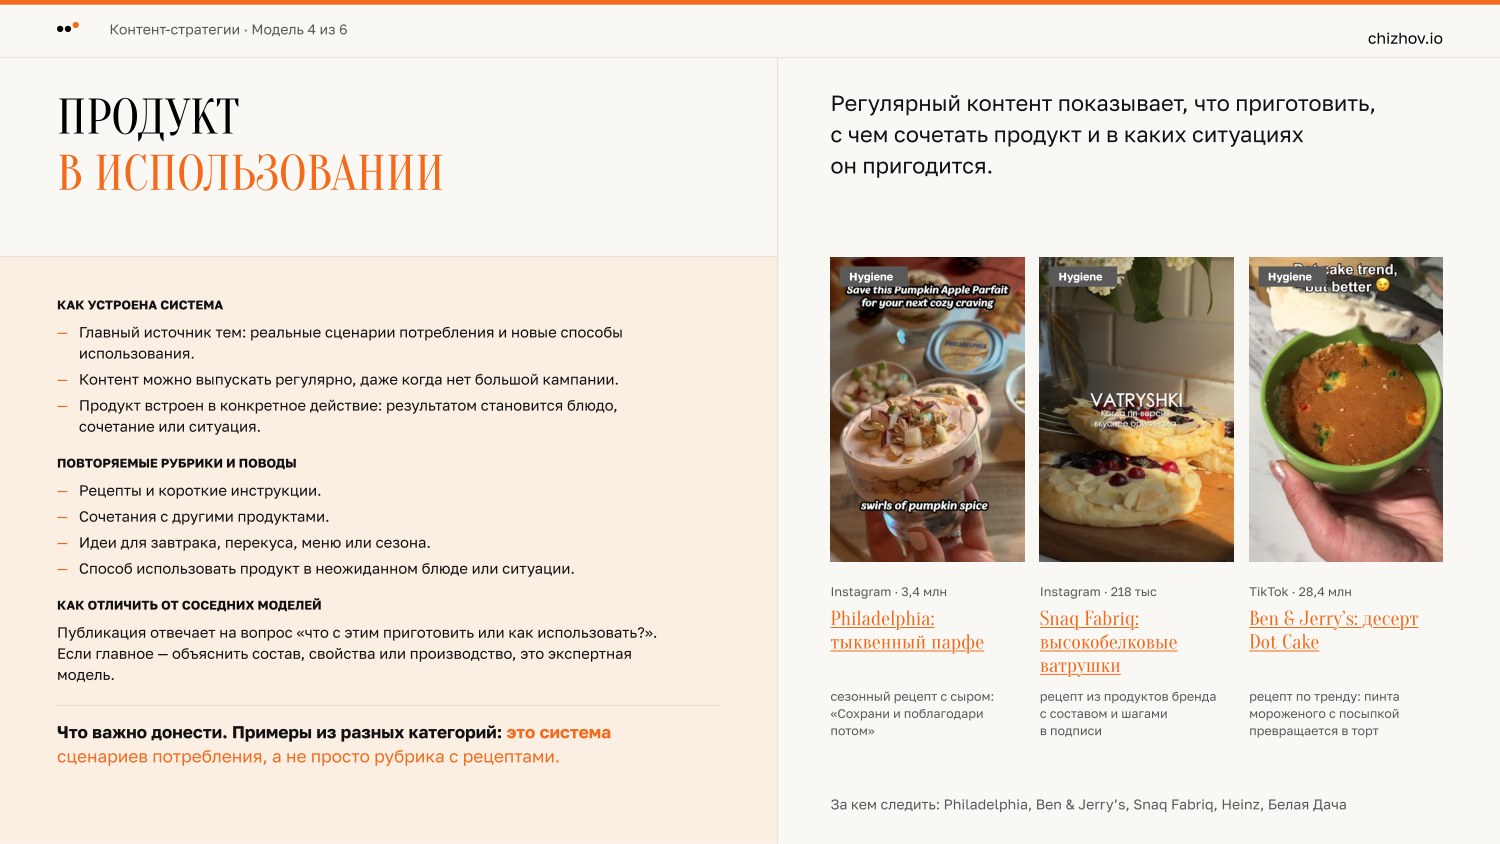 Контент-стратегии · Модель 4 из 6
chizhov.io
ПРОДУКТ
В ИСПОЛЬЗОВАНИИ
КАК УСТРОЕНА СИСТЕМА
— Главный источник тем: реальные сценарии потребления и новые способы
использования.
— Контент можно выпускать регулярно, даже когда нет большой кампании.
— Продукт встроен в конкретное действие: результатом становится блюдо,
сочетание или ситуация.
ПОВТОРЯЕМЫЕ РУБРИКИ И ПОВОДЫ
— Рецепты и короткие инструкции.
— Сочетания с другими продуктами.
— Идеи для завтрака, перекуса, меню или сезона.
— Способ использовать продукт в неожиданном блюде или ситуации.
КАК ОТЛИЧИТЬ ОТ СОСЕДНИХ МОДЕЛЕЙ
Публикация отвечает на вопрос «что с этим приготовить или как использовать?».
Если главное — объяснить состав, свойства или производство, это экспертная
модель.
Что важно донести. Примеры из разных категорий: это система
сценариев потребления, а не просто рубрика с рецептами.
Регулярный контент показывает, что приготовить,
с чем сочетать продукт и в каких ситуациях
он пригодится.
Hygiene
Save this Pumpkin Apple Parfait
for your next cozy craving
PHILADELPHIA
swirls of pumpkin spice
Instagram · 3,4 млн
Philadelphia:
тыквенный парфе
сезонный рецепт с сыром:
«Сохрани и поблагодари
потом»
Hygiene
VATRYSHKI
Когда пп-версия
вкуснее оригинала
Instagram · 218 тыс
Snaq Fabriq:
высокобелковые
ватрушки
рецепт из продуктов бренда
с составом и шагами
в подписи
Hygiene
cake trend,
but better 😉
TikTok · 28,4 млн
Ben & Jerry’s: десерт
Dot Cake
рецепт по тренду: пинта
мороженого с посыпкой
превращается в торт
За кем следить: Philadelphia, Ben & Jerry’s, Snaq Fabriq, Heinz, Белая Дача